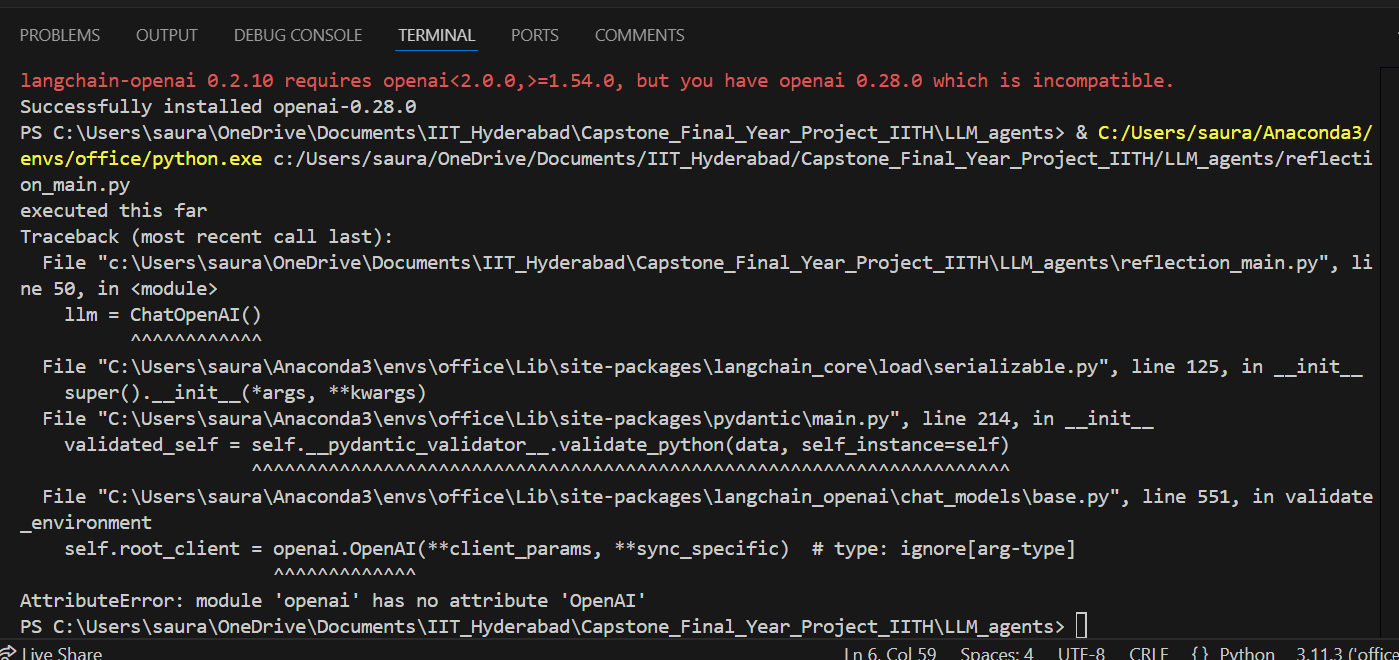 PROBLEMS OUTPUT DEBUG CONSOLE TERMINAL PORTS COMMENTS
langchain-openai 0.2.10 requires openai<2.0.0,>=1.54.0, but you have openai 0.28.0 which is incompatible.
Successfully installed openai-0.28.0
PS C:\Users\saura\OneDrive\Documents\IIT_Hyderabad\Capstone_Final_Year_Project_IITH\LLM_agents> & C:/Users/saura/Anaconda3/
envs/office/python.exe c:/Users/saura/OneDrive/Documents/IIT_Hyderabad/Capstone_Final_Year_Project_IITH/LLM_agents/reflecti
on_main.py
executed this far
Traceback (most recent call last):
  File "c:\Users\saura\OneDrive\Documents\IIT_Hyderabad\Capstone_Final_Year_Project_IITH\LLM_agents\reflection_main.py", li
ne 50, in <module>
    llm = ChatOpenAI()
          ^^^^^^^^^^^^
  File "C:\Users\saura\Anaconda3\envs\office\Lib\site-packages\langchain_core\load\serializable.py", line 125, in __init__
    super().__init__(*args, **kwargs)
  File "C:\Users\saura\Anaconda3\envs\office\Lib\site-packages\pydantic\main.py", line 214, in __init__
    validated_self = self.__pydantic_validator__.validate_python(data, self_instance=self)
                     ^^^^^^^^^^^^^^^^^^^^^^^^^^^^^^^^^^^^^^^^^^^^^^^^^^^^^^^^^^^^^^^^^^^^^
  File "C:\Users\saura\Anaconda3\envs\office\Lib\site-packages\langchain_openai\chat_models\base.py", line 551, in validate
_environment
    self.root_client = openai.OpenAI(**client_params, **sync_specific)  # type: ignore[arg-type]
                       ^^^^^^^^^^^^^
AttributeError: module 'openai' has no attribute 'OpenAI'
PS C:\Users\saura\OneDrive\Documents\IIT_Hyderabad\Capstone_Final_Year_Project_IITH\LLM_agents>
Live Share Ln 6, Col 59 Spaces: 4 UTF-8 CRLF {} Python 3.11.3 ('office